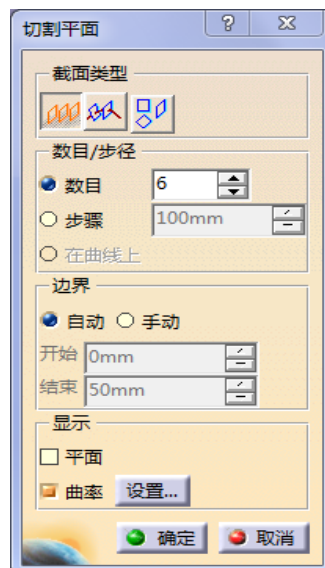 切割平面
截面类型
数目/步径
数目 6
步骤 100mm
在曲线上
边界
自动 手动
开始 0mm
结束 50mm
显示
平面
曲率 设置...
确定 取消